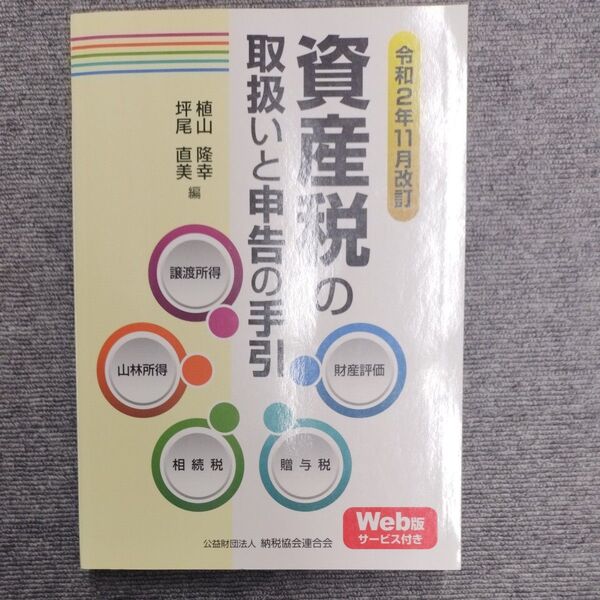 令和2年11月改訂
資産税の
取扱いと申告の手引
植山 隆幸
坪尾 直美 編
譲渡所得
山林所得
財産評価
相続税
贈与税
Web版
サービス付き
公益財団法人 納税協会連合会